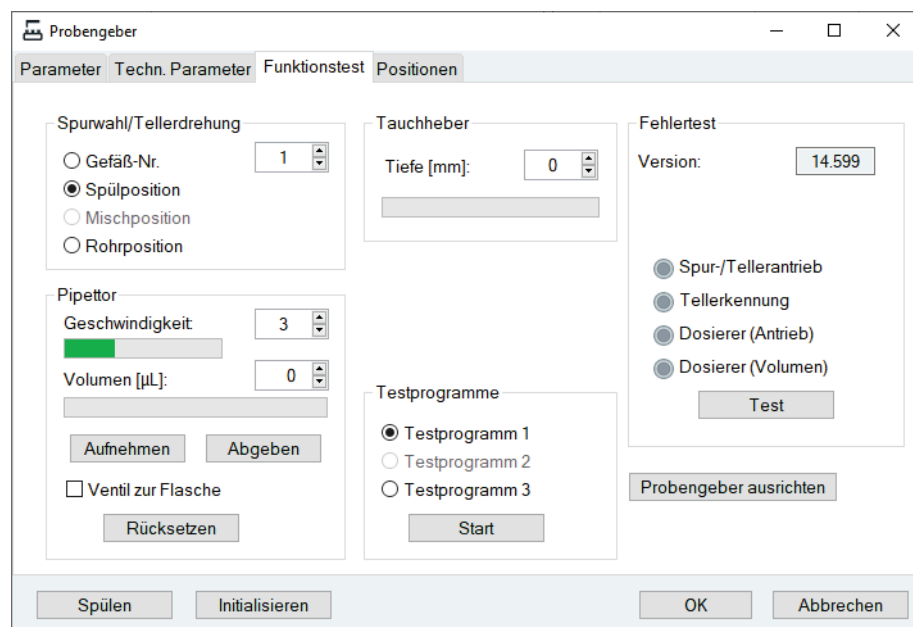 Probengeber
Parameter Techn. Parameter Funktionstest Positionen
Spurwahl/Tellerdrehung
Gefäß-Nr. 1
Spülposition
Mischposition
Rohrposition
Pipettor
Geschwindigkeit: 3
Volumen [µL]: 0
Aufnehmen Abgeben
Ventil zur Flasche
Rücksetzen
Tauchheber
Tiefe [mm]: 0
Testprogramme
Testprogramm 1
Testprogramm 2
Testprogramm 3
Start
Fehlertest
Version: 14.599
Spur-/Tellerantrieb
Tellerkennung
Dosierer (Antrieb)
Dosierer (Volumen)
Test
Probengeber ausrichten
Spülen Initialisieren OK Abbrechen